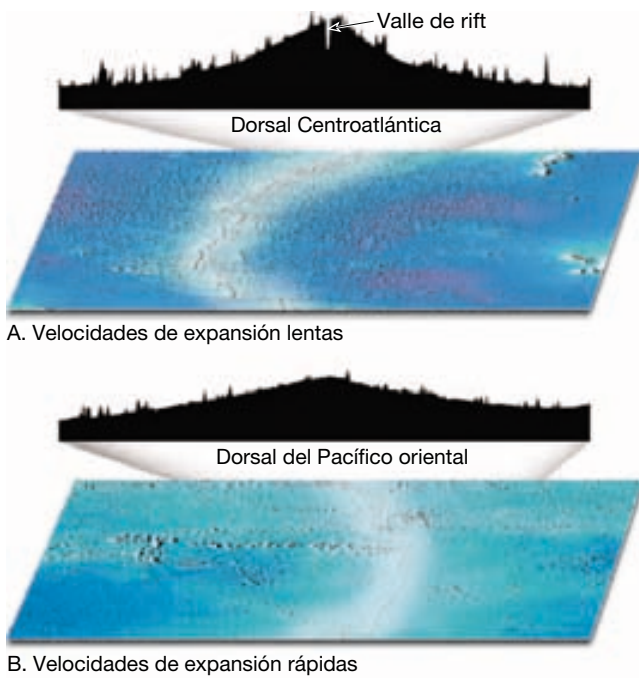 Valle de rift
Dorsal Centroatlántica
A. Velocidades de expansión lentas
Dorsal del Pacífico oriental
B. Velocidades de expansión rápidas